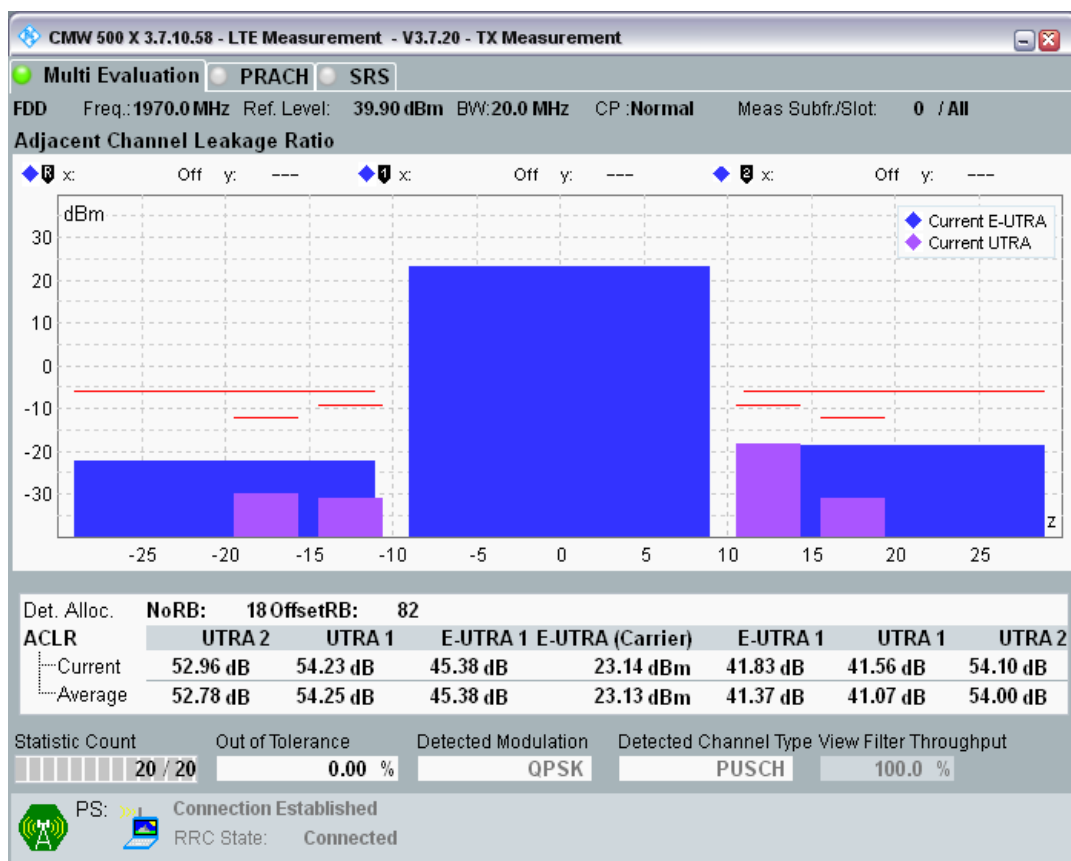 CMW 500 X 3.7.10.58 - LTE Measurement - V3.7.20 - TX Measurement
Multi Evaluation PRACH SRS
FDD Freq.: 1970.0 MHz Ref. Level: 39.90 dBm BW: 20.0 MHz CP : Normal Meas Subfr./Slot: 0 / All
Adjacent Channel Leakage Ratio
R x: Off y: --- 1 x: Off y: --- 2 x: Off y: ---
dBm
Current E-UTRA
Current UTRA
30
20
10
0
-10
-20
-30
z
-25 -20 -15 -10 -5 0 5 10 15 20 25
Det. Alloc. NoRB: 18 OffsetRB: 82
ACLR UTRA 2 UTRA 1 E-UTRA 1 E-UTRA (Carrier) E-UTRA 1 UTRA 1 UTRA 2
Current 52.96 dB 54.23 dB 45.38 dB 23.14 dBm 41.83 dB 41.56 dB 54.10 dB
Average 52.78 dB 54.25 dB 45.38 dB 23.13 dBm 41.37 dB 41.07 dB 54.00 dB
Statistic Count Out of Tolerance Detected Modulation Detected Channel Type View Filter Throughput
20 / 20 0.00 % QPSK PUSCH 100.0 %
PS: Connection Established
RRC State: Connected